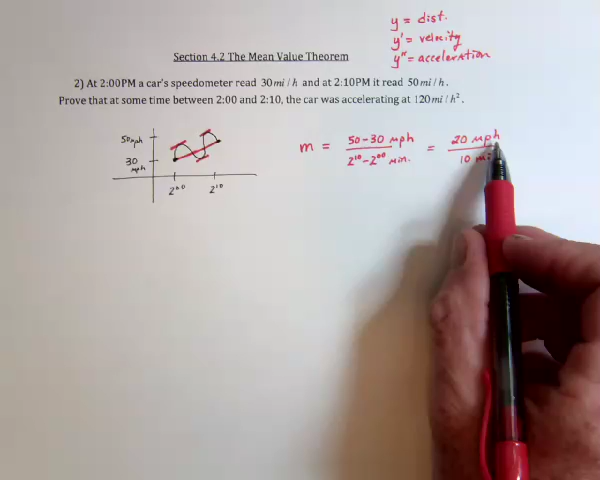 y = dist.
y' = velocity
y" = acceleration
Section 4.2 The Mean Value Theorem
2) At 2:00PM a car's speedometer read 30 mi / h and at 2:10PM it read 50 mi / h.
Prove that at some time between 2:00 and 2:10, the car was accelerating at 120 mi / h².
50 mph
30 mph
2⁰⁰ 2¹⁰
m = 50-30 mph / 2¹⁰-2⁰⁰ min. = 20 mph / 10